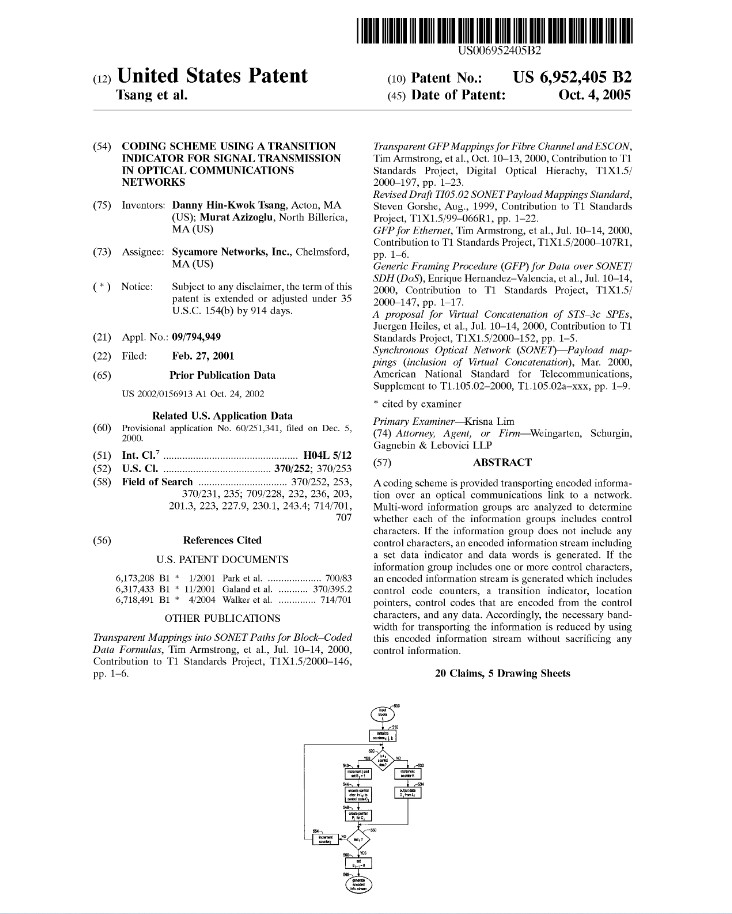 US006952405B2
(12) United States Patent
Tsang et al.
(10) Patent No.: US 6,952,405 B2
(45) Date of Patent: Oct. 4, 2005
(54) CODING SCHEME USING A TRANSITION
INDICATOR FOR SIGNAL TRANSMISSION
IN OPTICAL COMMUNICATIONS
NETWORKS
(75) Inventors: Danny Hin-Kwok Tsang, Acton, MA
(US); Murat Azizoglu, North Billerica,
MA (US)
(73) Assignee: Sycamore Networks, Inc., Chelmsford,
MA (US)
( * ) Notice: Subject to any disclaimer, the term of this
patent is extended or adjusted under 35
U.S.C. 154(b) by 914 days.
(21) Appl. No.: 09/794,949
(22) Filed: Feb. 27, 2001
(65) Prior Publication Data
US 2002/0156913 A1 Oct. 24, 2002
Related U.S. Application Data
(60) Provisional application No. 60/251,341, filed on Dec. 5,
2000.
(51) Int. Cl.7 ................................................ H04L 5/12
(52) U.S. Cl. ....................................... 370/252; 370/253
(58) Field of Search ................................ 370/252, 253,
370/231, 235; 709/228, 232, 236, 203,
201.3, 223, 227.9, 230.1, 243.4; 714/701,
707
(56) References Cited
U.S. PATENT DOCUMENTS
6,173,208 B1 * 1/2001 Park et al. .................... 700/83
6,317,433 B1 * 11/2001 Galand et al. ........... 370/395.2
6,718,491 B1 * 4/2004 Walker et al. .............. 714/701
OTHER PUBLICATIONS
Transparent Mappings into SONET Paths for Block–Coded
Data Formulas, Tim Armstrong, et al., Jul. 10–14, 2000,
Contribution to T1 Standards Project, T1X1.5/2000–146,
pp. 1–6.
Transparent GFP Mappings for Fibre Channel and ESCON,
Tim Armstrong, et al., Oct. 10–13, 2000, Contribution to T1
Standards Project, Digital Optical Hierachy, T1X1.5/
2000–197, pp. 1–23.
Revised Draft TI05.02 SONET Payload Mappings Standard,
Steven Gorshe, Aug., 1999, Contribution to T1 Standards
Project, T1X1.5/99–066R1, pp. 1–22.
GFP for Ethernet, Tim Armstrong, et al., Jul. 10–14, 2000,
Contribution to T1 Standards Project, T1X1.5/2000–107R1,
pp. 1–6.
Generic Framing Procedure (GFP) for Data over SONET/
SDH (DoS), Enrique Hernandez–Valencia, et al., Jul. 10–14,
2000, Contribution to T1 Standards Project, T1X1.5/
2000–147, pp. 1–17.
A proposal for Virtual Concatenation of STS–3c SPEs,
Juergen Heiles, et al., Jul. 10–14, 2000, Contribution to T1
Standards Project, T1X1.5/2000–152, pp. 1–5.
Synchronous Optical Network (SONET)—Payload map-
pings (inclusion of Virtual Concatenation), Mar. 2000,
American National Standard for Telecommunications,
Supplement to T1.105.02–2000, T1.105.02a–xxx, pp. 1–9.
* cited by examiner
Primary Examiner—Krisna Lim
(74) Attorney, Agent, or Firm—Weingarten, Schurgin,
Gagnebin & Lebovici LLP
(57) ABSTRACT
A coding scheme is provided transporting encoded informa-
tion over an optical communications link to a network.
Multi-word information groups are analyzed to determine
whether each of the information groups includes control
characters. If the information group does not include any
control characters, an encoded information stream including
a set data indicator and data words is generated. If the
information group includes one or more control characters,
an encoded information stream is generated which includes
control code counters, a transition indicator, location
pointers, control codes that are encoded from the control
characters, and any data. Accordingly, the necessary band-
width for transporting the information is reduced by using
this encoded information stream without sacrificing any
control information.
20 Claims, 5 Drawing Sheets
YES
NO
NO
YES